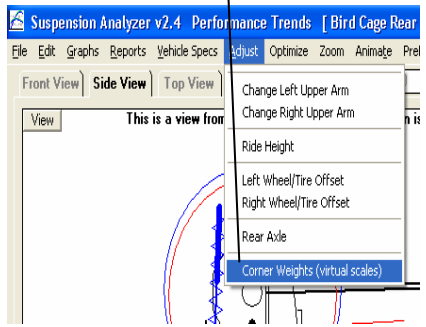 Suspension Analyzer v2.4 Performance Trends [ Bird Cage Rear
File Edit Graphs Reports Vehicle Specs Adjust Optimize Zoom Animate
Front View Side View Top View
View This is a view from
Change Left Upper Arm
Change Right Upper Arm
Ride Height
Left Wheel/Tire Offset
Right Wheel/Tire Offset
Rear Axle
Corner Weights (virtual scales)